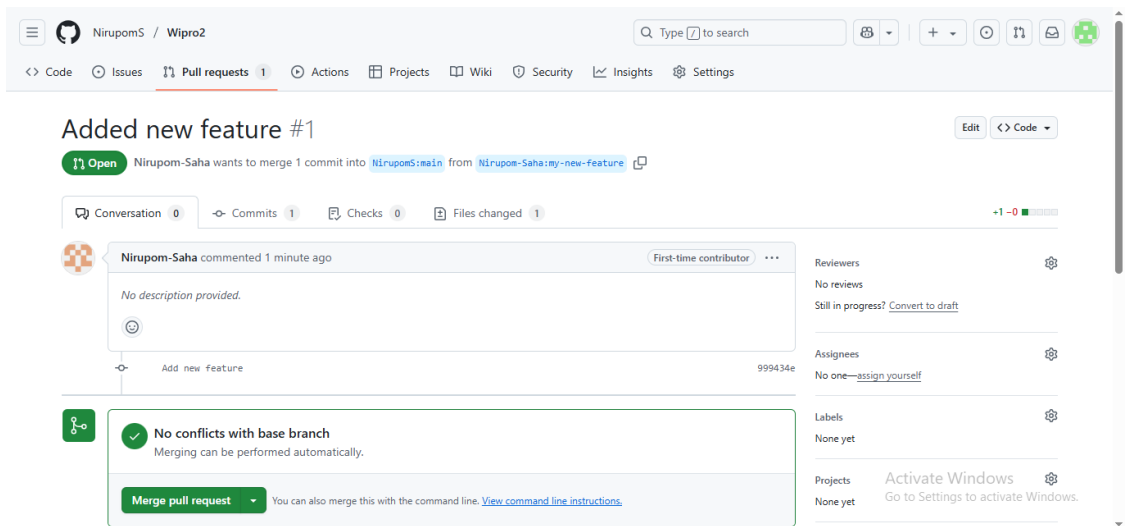 NirupomS / Wipro2
Type / to search
Code Issues Pull requests 1 Actions Projects Wiki Security Insights Settings
Added new feature #1
Edit <> Code
Open Nirupom-Saha wants to merge 1 commit into NirupomS:main from Nirupom-Saha:my-new-feature
Conversation 0 Commits 1 Checks 0 Files changed 1 +1 −0
Nirupom-Saha commented 1 minute ago First-time contributor ...
No description provided.
Add new feature 999434e
No conflicts with base branch
Merging can be performed automatically.
Merge pull request You can also merge this with the command line. View command line instructions.
Reviewers
No reviews
Still in progress? Convert to draft
Assignees
No one—assign yourself
Labels
None yet
Projects
None yet
Activate Windows
Go to Settings to activate Windows.